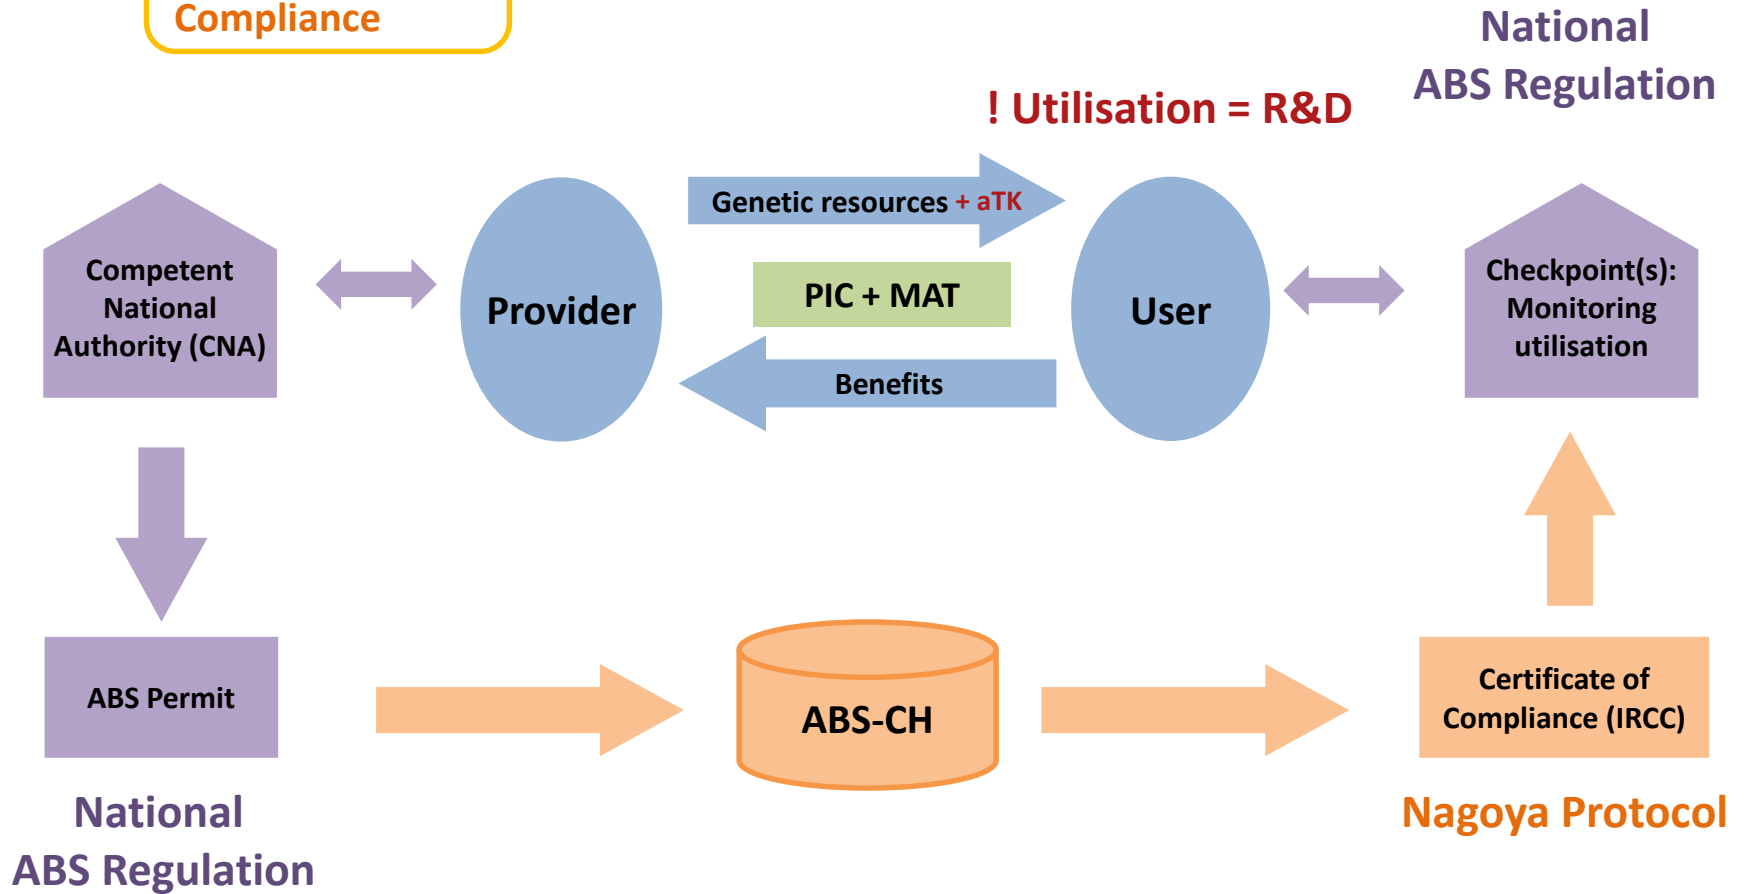 Compliance
National
ABS Regulation
! Utilisation = R&D
Genetic resources + aTK
Competent
National
Authority (CNA)
Provider
PIC + MAT
User
Checkpoint(s):
Monitoring
utilisation
Benefits
ABS Permit
ABS-CH
Certificate of
Compliance (IRCC)
National
ABS Regulation
Nagoya Protocol